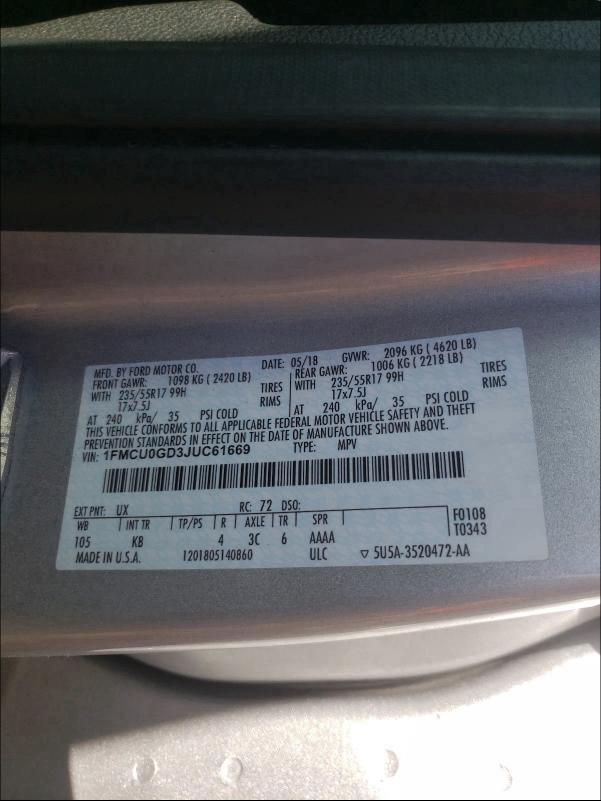 MFD. BY FORD MOTOR CO. DATE: 05/18 GVWR: 2096 KG ( 4620 LB)
FRONT GAWR: 1098 KG ( 2420 LB) REAR GAWR: 1006 KG ( 2218 LB)
WITH 235/55R17 99H TIRES WITH 235/55R17 99H TIRES
17x7.5J RIMS 17x7.5J RIMS
AT 240 kPa/ 35 PSI COLD AT 240 kPa/ 35 PSI COLD
THIS VEHICLE CONFORMS TO ALL APPLICABLE FEDERAL MOTOR VEHICLE SAFETY AND THEFT
PREVENTION STANDARDS IN EFFECT ON THE DATE OF MANUFACTURE SHOWN ABOVE.
VIN: 1FMCU0GD3JUC61669 TYPE: MPV
EXT PNT: UX RC: 72 DSO: F0108
WB INT TR TP/PS R AXLE TR SPR T0343
105 KB 4 3C 6 AAAA
MADE IN U.S.A. 1201805140860 ULC ▽ 5U5A-3520472-AA